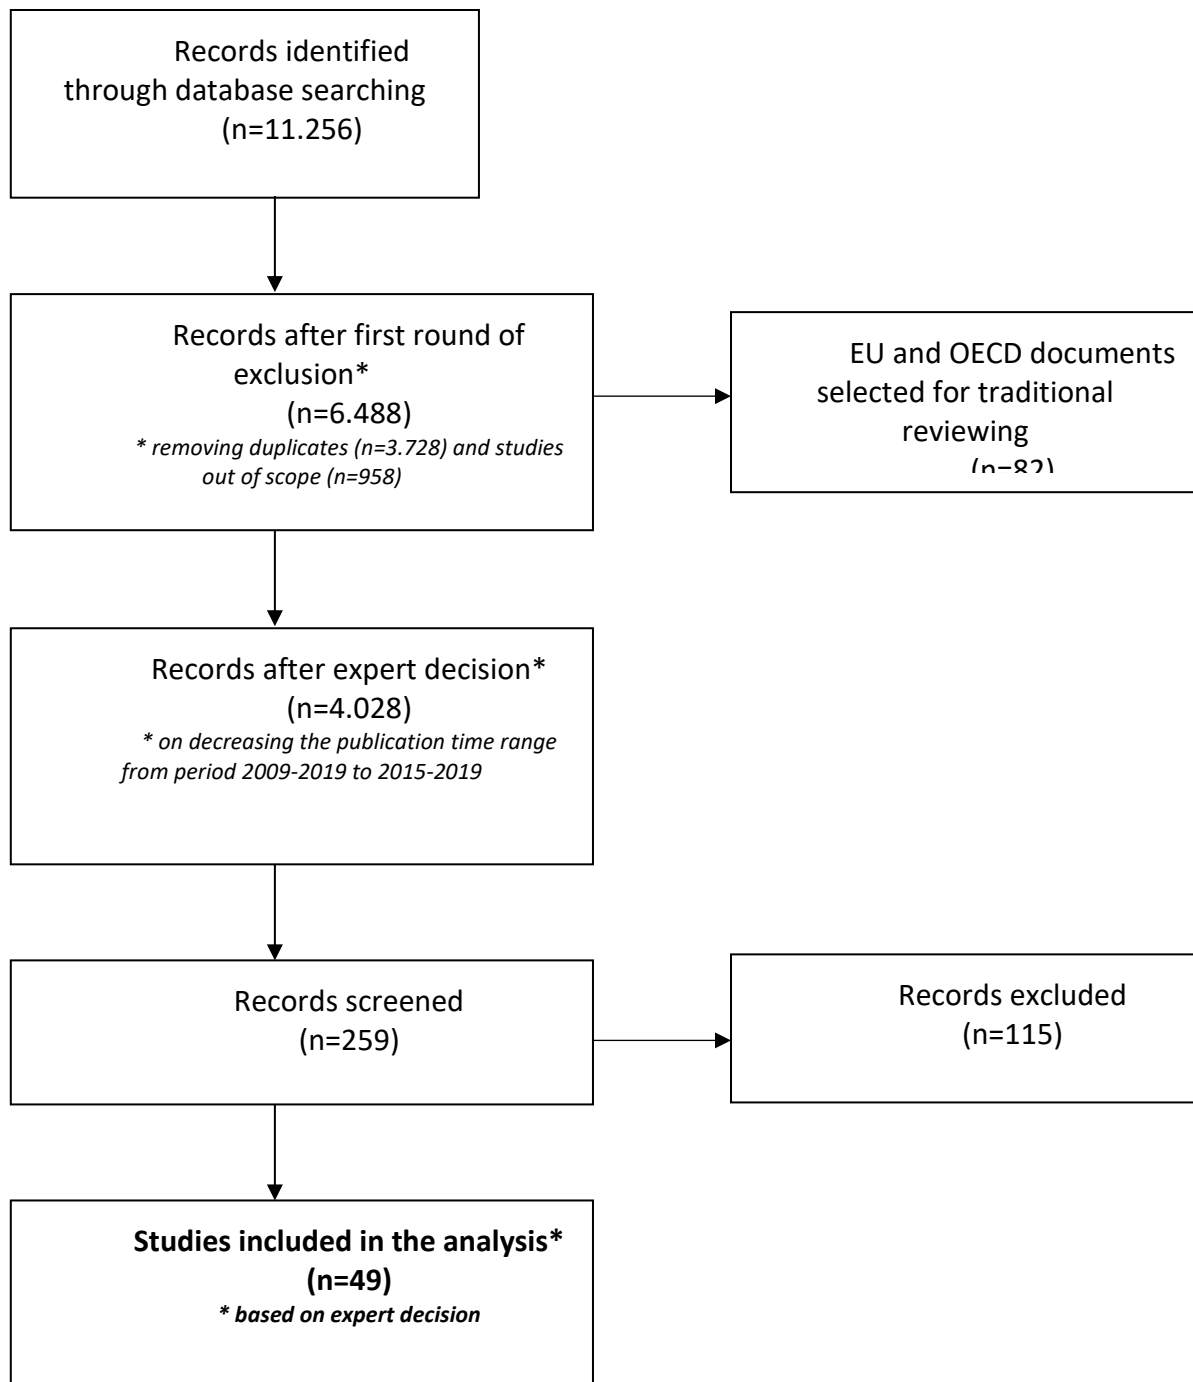 Records identified
through database searching
(n=11.256)
Records after first round of
exclusion*
(n=6.488)
* removing duplicates (n=3.728) and studies
out of scope (n=958)
EU and OECD documents
selected for traditional
reviewing
(n=82)
Records after expert decision*
(n=4.028)
* on decreasing the publication time range
from period 2009-2019 to 2015-2019
Records screened
(n=259)
Records excluded
(n=115)
Studies included in the analysis*
(n=49)
* based on expert decision